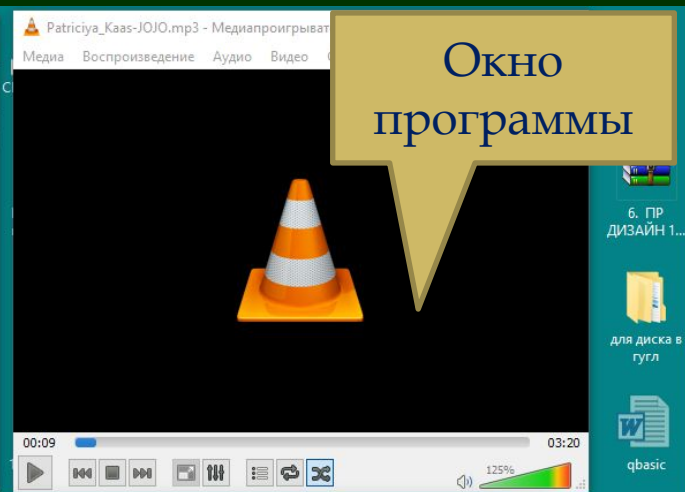 Patriciya_Kaas-JOJO.mp3 - Медиапроигрыват
Медиа Воспроизведение Аудио Видео
Окно
программы
6. ПР
ДИЗАЙН 1...
для диска в
гугл
00:09 03:20
125%
qbasic